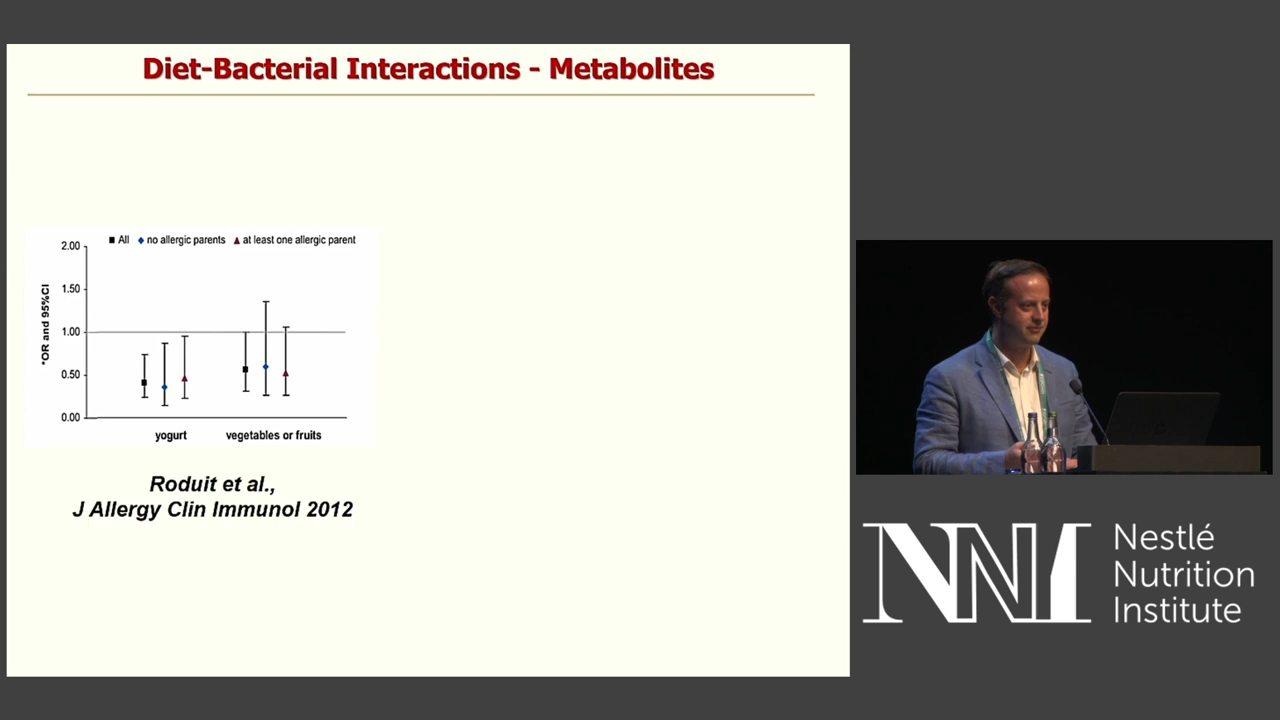 Diet-Bacterial Interactions - Metabolites
All no allergic parents at least one allergic parent
*OR and 95%CI
2.00
1.50
1.00
0.50
0.00
yogurt vegetables or fruits
Roduit et al.,
J Allergy Clin Immunol 2012
NNI
Nestlé
Nutrition
Institute